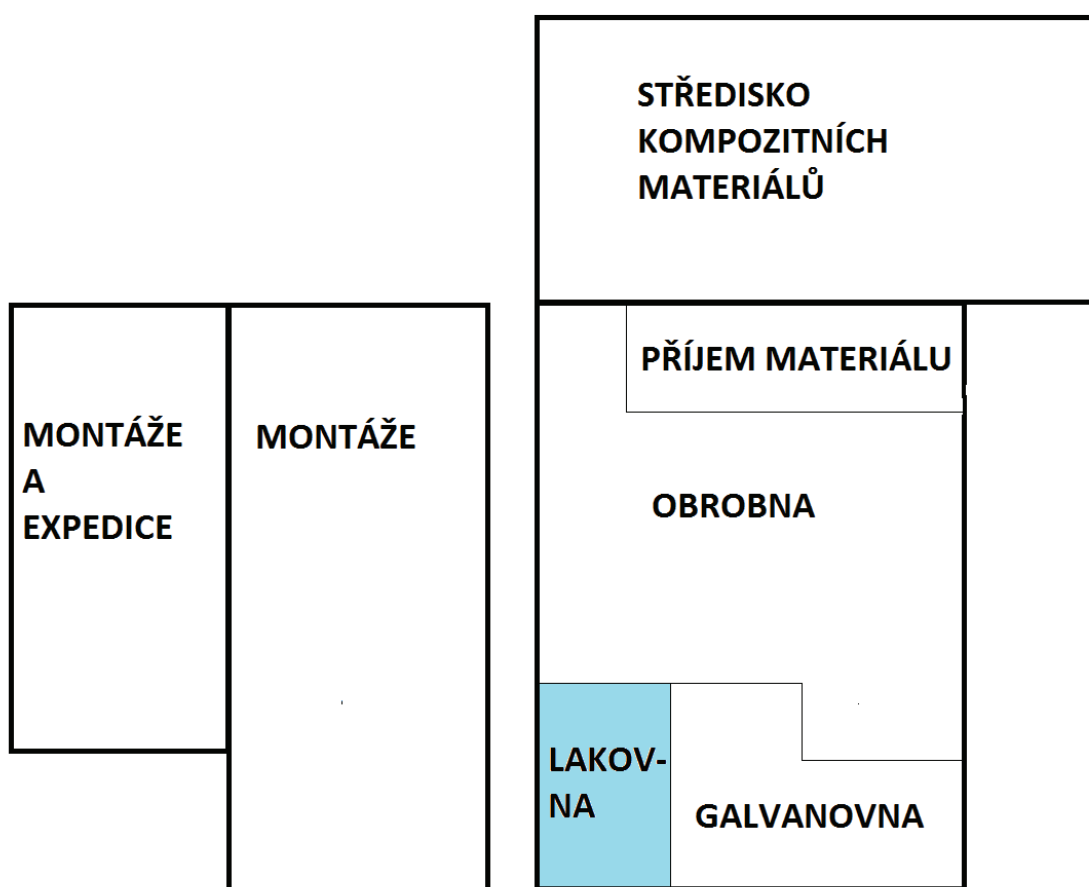 STŘEDISKO
KOMPOZITNÍCH
MATERIÁLŮ
PŘÍJEM MATERIÁLU
MONTÁŽE
A
EXPEDICE
MONTÁŽE
OBROBNA
LAKOV-
NA
GALVANOVNA